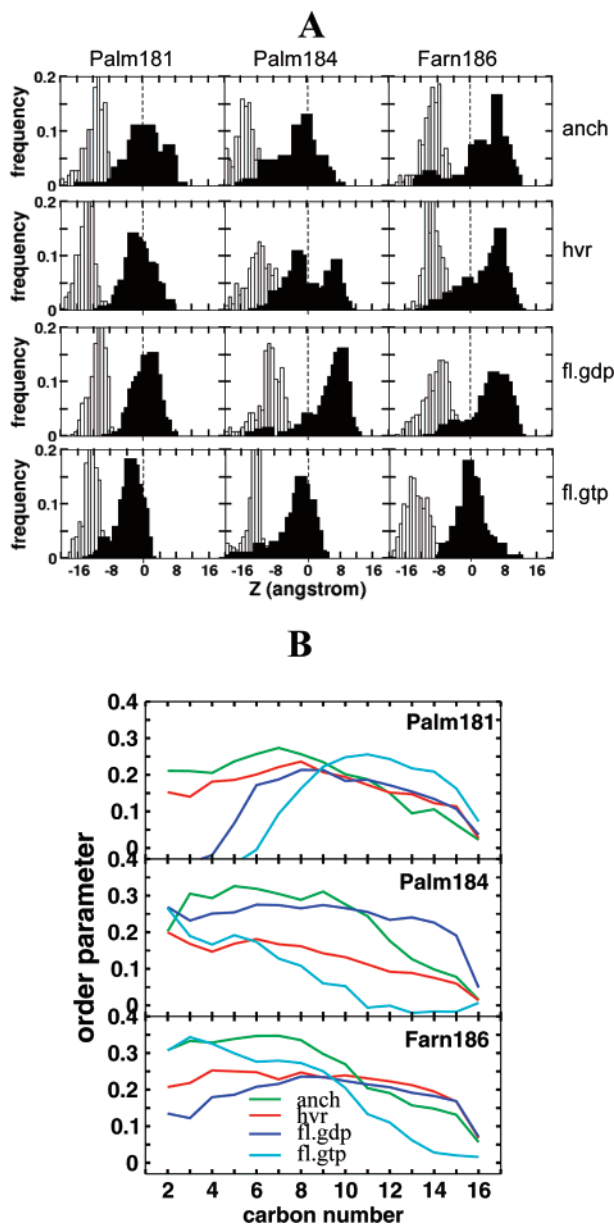 A
Palm181 Palm184 Farn186
0.2
frequency
0.1
0
anch
0.2
frequency
0.1
0
hvr
0.2
frequency
0.1
0
fl.gdp
0.2
frequency
0.1
0
fl.gtp
-16 -8 0 8 16 -16 -8 0 8 16 -16 -8 0 8 16
Z (angstrom)
B
0.4
Palm181
0.3
0.2
0.1
0
0.4
Palm184
0.3
0.2
0.1
0
0.4
Farn186
0.3
0.2
0.1
0
order parameter
anch
hvr
fl.gdp
fl.gtp
2 4 6 8 10 12 14 16
carbon number